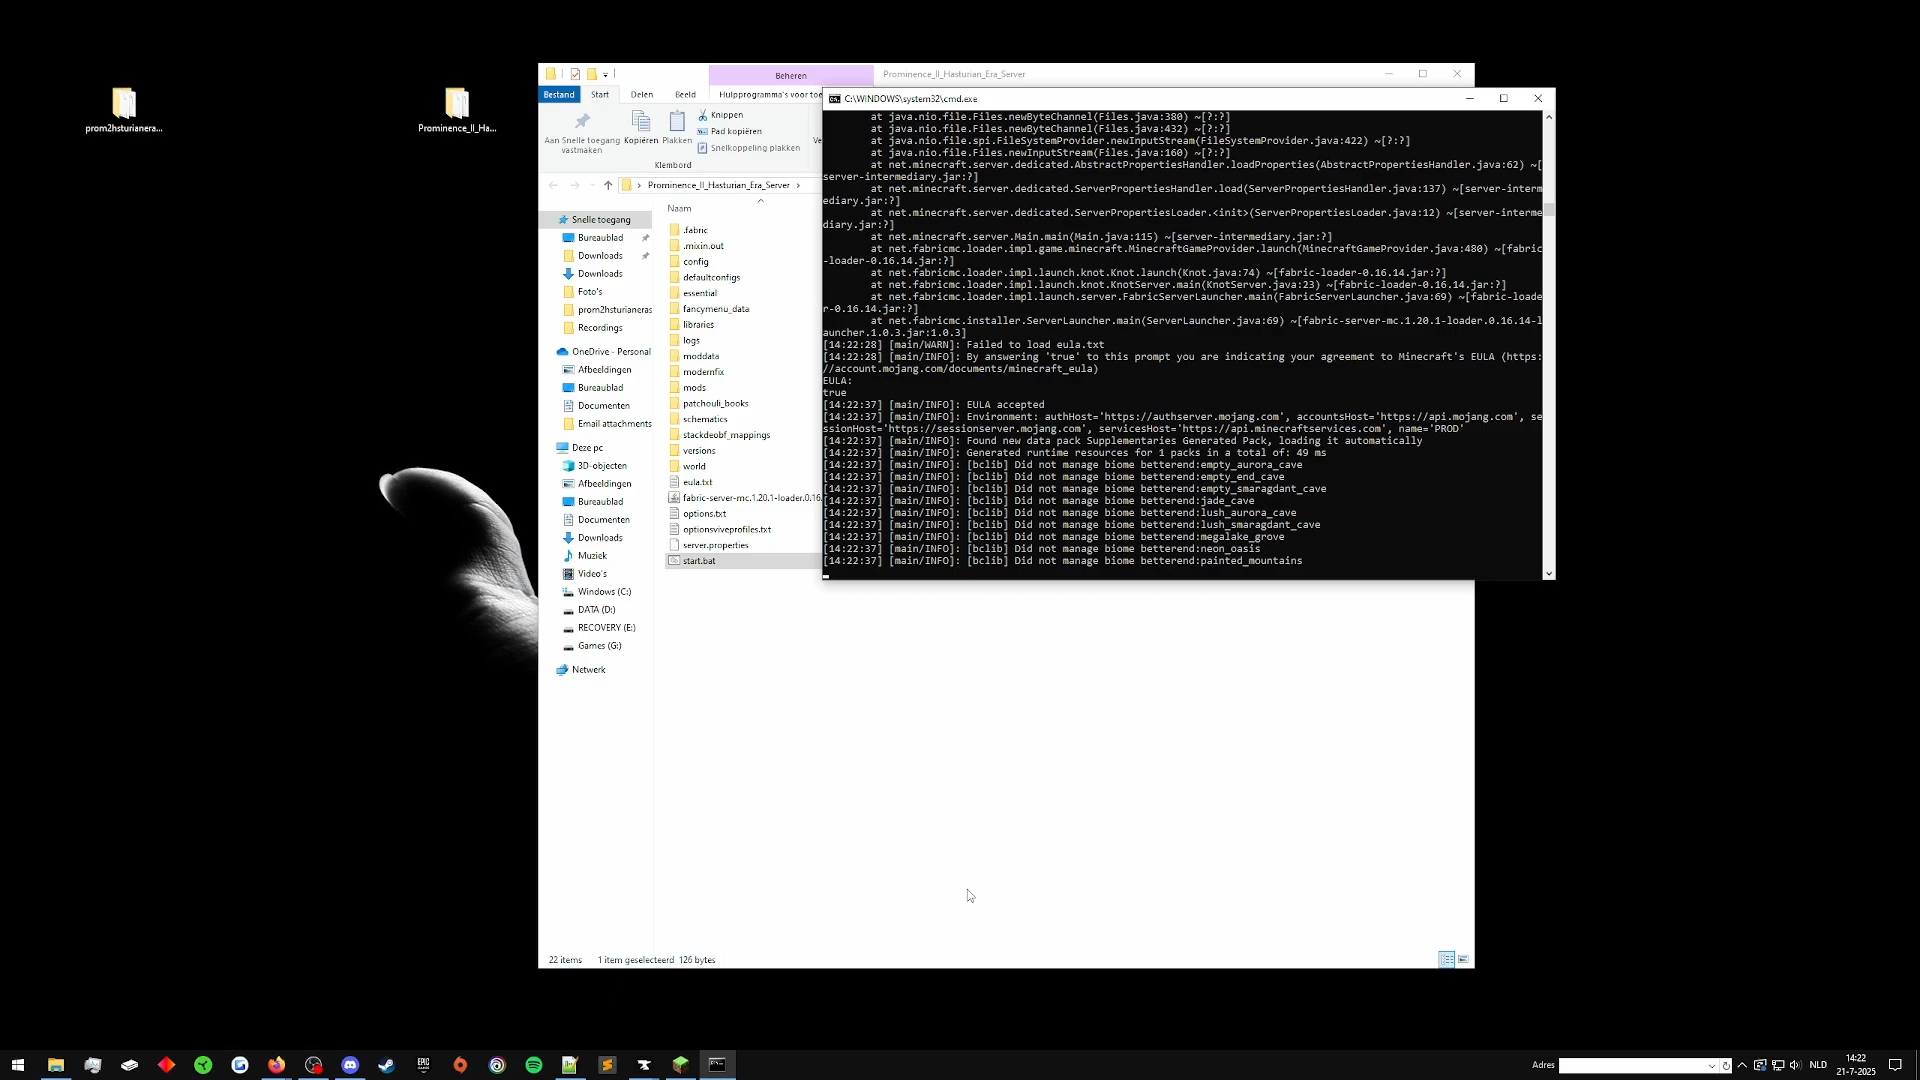 prom2hsturianera...
Prominence_II_Ha...
Beheren
Prominence_II_Hasturian_Era_Server
Bestand
Start
Delen
Beeld
Hulpprogramma's voor toe
Aan Snelle toegang
vastmaken
Kopiëren
Plakken
Knippen
Pad kopiëren
Snelkoppeling plakken
Ve
Klembord
Prominence_II_Hasturian_Era_Server
Snelle toegang
Bureaublad
Downloads
Downloads
Foto's
prom2hsturianeras
Recordings
OneDrive - Personal
Afbeeldingen
Bureaublad
Documenten
Email attachments
Deze pc
3D-objecten
Afbeeldingen
Bureaublad
Documenten
Downloads
Muziek
Video's
Windows (C:)
DATA (D:)
RECOVERY (E:)
Games (G:)
Netwerk
Naam
.fabric
.mixin.out
config
defaultconfigs
essential
fancymenu_data
libraries
logs
moddata
modernfix
mods
patchouli_books
schematics
stackdeobf_mappings
versions
world
eula.txt
fabric-server-mc.1.20.1-loader.0.16.
options.txt
optionsviveprofiles.txt
server.properties
start.bat
C:\WINDOWS\system32\cmd.exe
at java.nio.file.Files.newByteChannel(Files.java:380) ~[?:?]
at java.nio.file.Files.newByteChannel(Files.java:432) ~[?:?]
at java.nio.file.spi.FileSystemProvider.newInputStream(FileSystemProvider.java:422) ~[?:?]
at java.nio.file.Files.newInputStream(Files.java:160) ~[?:?]
at net.minecraft.server.dedicated.AbstractPropertiesHandler.loadProperties(AbstractPropertiesHandler.java:62) ~[
server-intermediary.jar:?]
at net.minecraft.server.dedicated.ServerPropertiesHandler.load(ServerPropertiesHandler.java:137) ~[server-interm
ediary.jar:?]
at net.minecraft.server.dedicated.ServerPropertiesLoader.<init>(ServerPropertiesLoader.java:12) ~[server-interme
diary.jar:?]
at net.minecraft.server.Main.main(Main.java:115) ~[server-intermediary.jar:?]
at net.fabricmc.loader.impl.game.minecraft.MinecraftGameProvider.launch(MinecraftGameProvider.java:480) ~[fabric
-loader-0.16.14.jar:?]
at net.fabricmc.loader.impl.launch.knot.Knot.launch(Knot.java:74) ~[fabric-loader-0.16.14.jar:?]
at net.fabricmc.loader.impl.launch.knot.KnotServer.main(KnotServer.java:23) ~[fabric-loader-0.16.14.jar:?]
at net.fabricmc.loader.impl.launch.server.FabricServerLauncher.main(FabricServerLauncher.java:69) ~[fabric-loade
r-0.16.14.jar:?]
at net.fabricmc.installer.ServerLauncher.main(ServerLauncher.java:69) ~[fabric-server-mc.1.20.1-loader.0.16.14-l
auncher.1.0.3.jar:1.0.3]
[14:22:28] [main/WARN]: Failed to load eula.txt
[14:22:28] [main/INFO]: By answering 'true' to this prompt you are indicating your agreement to Minecraft's EULA (https:
//account.mojang.com/documents/minecraft_eula)
EULA:
true
[14:22:37] [main/INFO]: EULA accepted
[14:22:37] [main/INFO]: Environment: authHost='https://authserver.mojang.com', accountsHost='https://api.mojang.com', se
ssionHost='https://sessionserver.mojang.com', servicesHost='https://api.minecraftservices.com', name='PROD'
[14:22:37] [main/INFO]: Found new data pack Supplementaries Generated Pack, loading it automatically
[14:22:37] [main/INFO]: Generated runtime resources for 1 packs in a total of: 49 ms
[14:22:37] [main/INFO]: [bclib] Did not manage biome betterend:empty_aurora_cave
[14:22:37] [main/INFO]: [bclib] Did not manage biome betterend:empty_end_cave
[14:22:37] [main/INFO]: [bclib] Did not manage biome betterend:empty_smaragdant_cave
[14:22:37] [main/INFO]: [bclib] Did not manage biome betterend:jade_cave
[14:22:37] [main/INFO]: [bclib] Did not manage biome betterend:lush_aurora_cave
[14:22:37] [main/INFO]: [bclib] Did not manage biome betterend:lush_smaragdant_cave
[14:22:37] [main/INFO]: [bclib] Did not manage biome betterend:megalake_grove
[14:22:37] [main/INFO]: [bclib] Did not manage biome betterend:neon_oasis
[14:22:37] [main/INFO]: [bclib] Did not manage biome betterend:painted_mountains
22 items
1 item geselecteerd 126 bytes
EPIC
GAMES
Adres
NLD
14:22
21-7-2025